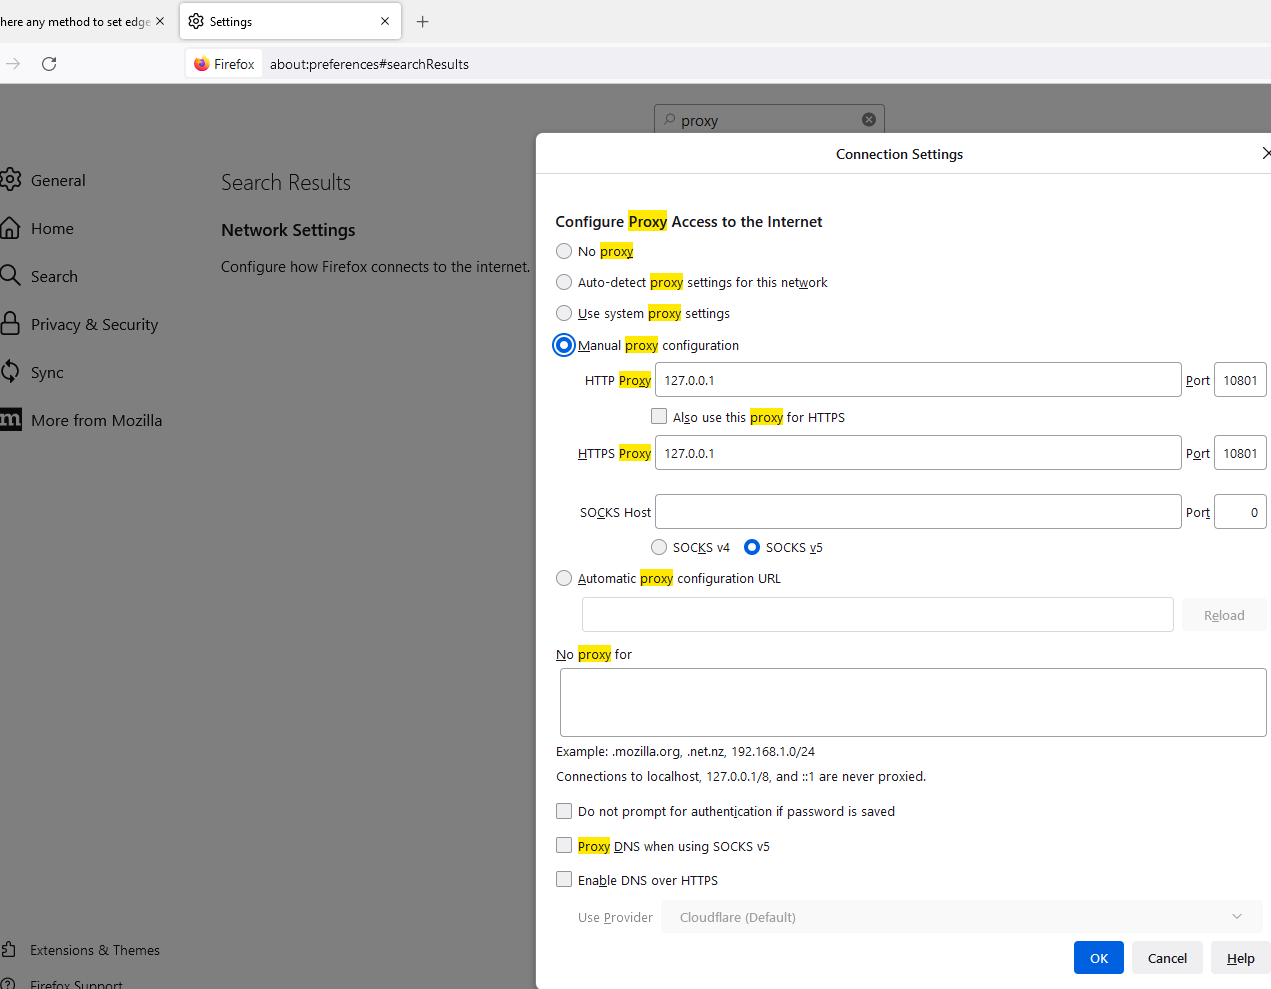 here any method to set edge
Settings
Firefox
about:preferences#searchResults
proxy
General
Home
Search
Privacy & Security
Sync
m
More from Mozilla
Extensions & Themes
Firefox Support
Search Results
Network Settings
Configure how Firefox connects to the internet.
Connection Settings
Configure Proxy Access to the Internet
No proxy
Auto-detect proxy settings for this network
Use system proxy settings
Manual proxy configuration
HTTP Proxy 127.0.0.1 Port 10801
Also use this proxy for HTTPS
HTTPS Proxy 127.0.0.1 Port 10801
SOCKS Host Port 0
SOCKS v4 SOCKS v5
Automatic proxy configuration URL
Reload
No proxy for
Example: .mozilla.org, .net.nz, 192.168.1.0/24
Connections to localhost, 127.0.0.1/8, and ::1 are never proxied.
Do not prompt for authentication if password is saved
Proxy DNS when using SOCKS v5
Enable DNS over HTTPS
Use Provider Cloudflare (Default)
OK Cancel Help